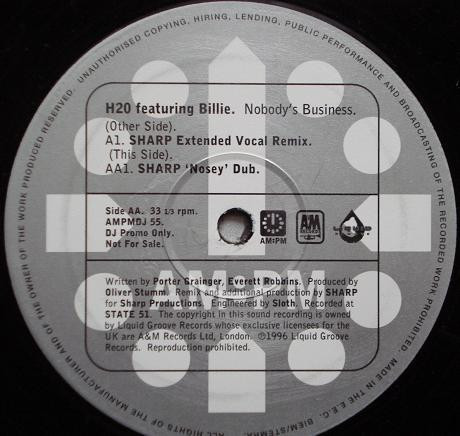 UNAUTHORISED COPYING, HIRING, LENDING, PUBLIC PERFORMANCE AND BROADCASTING OF THE RECORDED WORK PROHIBITED. MADE IN THE E.E.C. BIEM/STEMRA. ALL RIGHTS OF THE MANUFACTURER AND OF THE OWNER OF THE WORK PRODUCED RESERVED.
H20 featuring Billie. Nobody's Business.
(Other Side).
A1. SHARP Extended Vocal Remix.
(This Side).
AA1. SHARP 'Nosey' Dub.
Side AA. 33 1/3 rpm.
AMPMDJ 55.
DJ Promo Only.
Not For Sale.
AM:PM
A&M
AM:PM
Written by Porter Grainger, Everett Robbins. Produced by
Oliver Stumm. Remix and additional production by SHARP
for Sharp Productions. Engineered by Sloth. Recorded at
STATE 51. The copyright in this sound recording is owned
by Liquid Groove Records whose exclusive licensees for the
UK are A&M Records Ltd, London. ℗1996 Liquid Groove
Records. Reproduction prohibited.